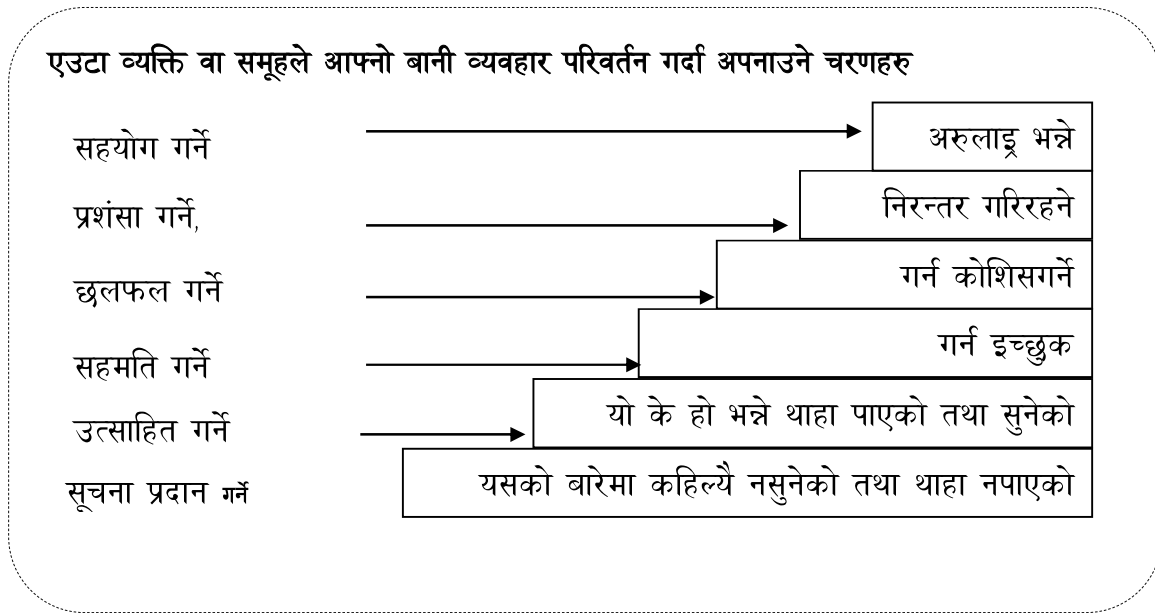 एउटा व्यक्ति वा समूहले आफ्नो बानी व्यवहार परिवर्तन गर्दा अपनाउने चरणहरु
सहयोग गर्ने अरुलाइृ भन्ने
प्रशंसा गर्ने, निरन्तर गरिरहने
छलफल गर्ने गर्न कोशिसगर्ने
सहमति गर्ने गर्न इच्छुक
उत्साहित गर्ने यो के हो भन्ने थाहा पाएको तथा सुनेको
सूचना प्रदान गर्ने यसको बारेमा कहिल्यै नसुनेको तथा थाहा नपाएको